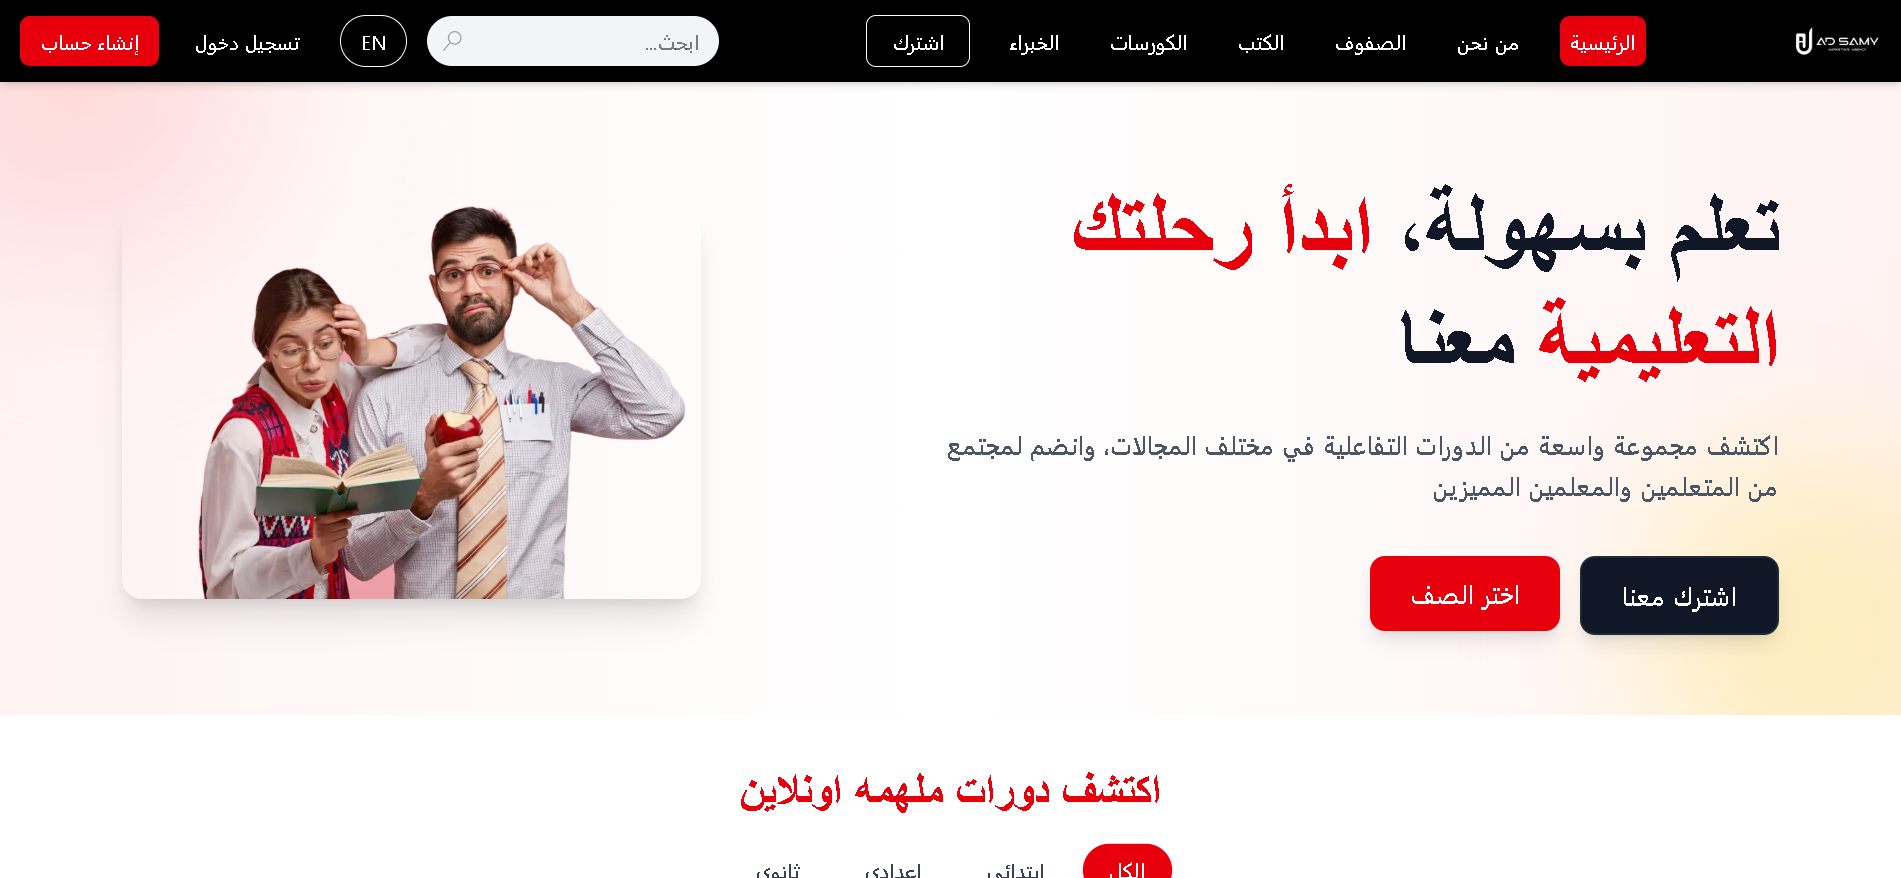 AD SAMY
MARKETING AGENCY
الرئيسية
من نحن
الصفوف
الكتب
الكورسات
الخبراء
اشترك
ابحث...
EN
تسجيل دخول
إنشاء حساب
تعلم بسهولة، ابدأ رحلتك
التعليمية معنا
اكتشف مجموعة واسعة من الدورات التفاعلية في مختلف المجالات، وانضم لمجتمع
من المتعلمين والمعلمين المميزين
اشترك معنا
اختر الصف
اكتشف دورات ملهمه اونلاين
الكل
ابتدائي
اعدادي
ثانوي